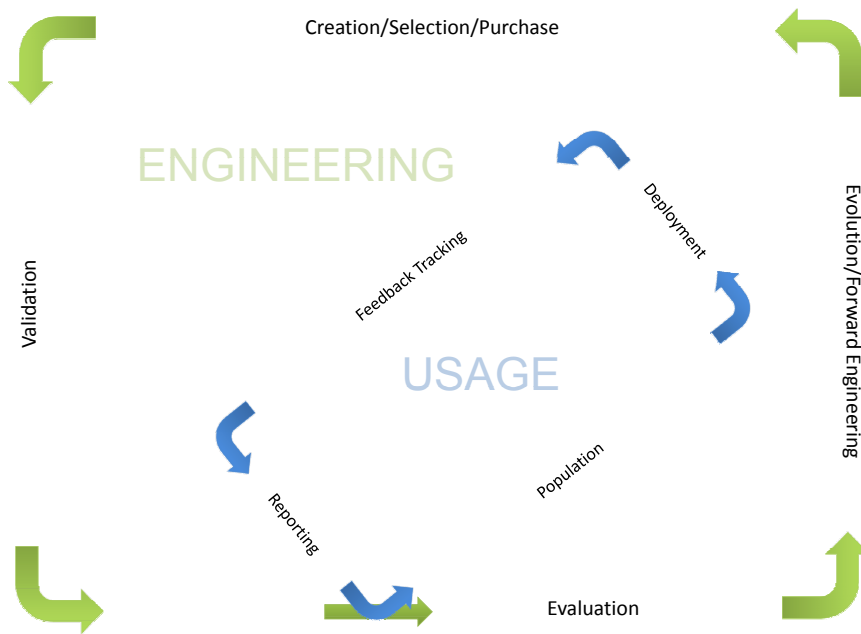 Creation/Selection/Purchase
ENGINEERING
Deployment
Feedback Tracking
Evolution/Forward Engineering
Validation
USAGE
Population
Reporting
Evaluation